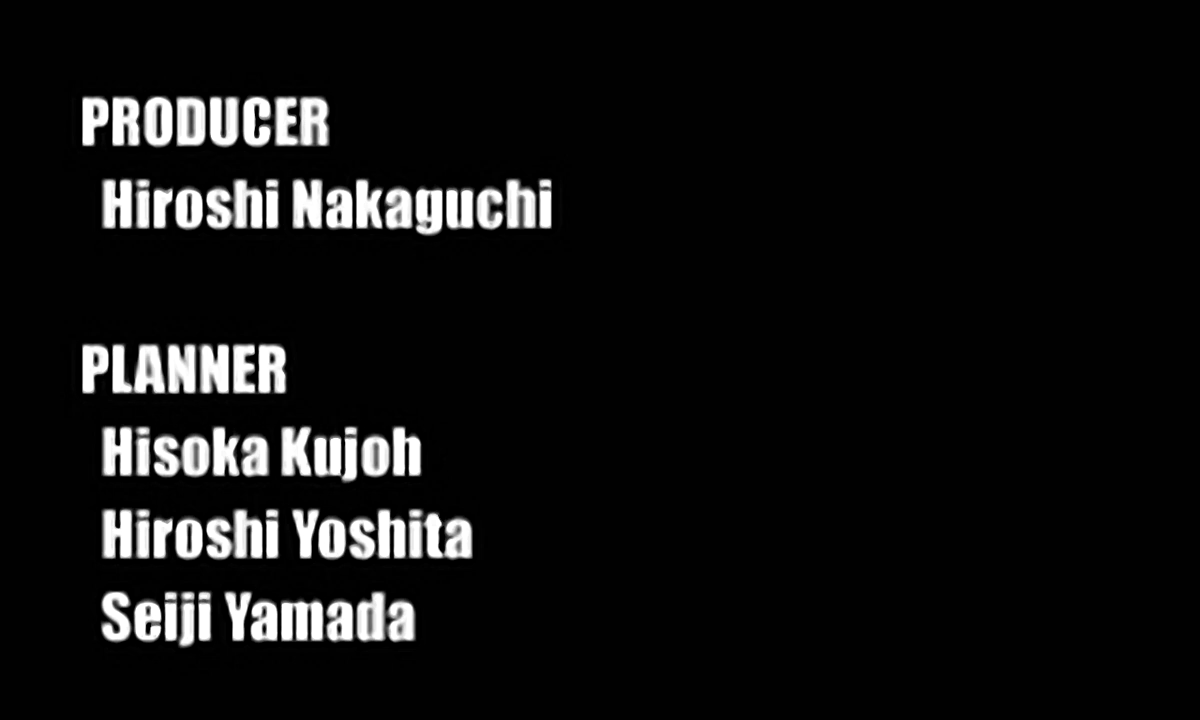 PRODUCER
Hiroshi Nakaguchi
PLANNER
Hisoka Kujoh
Hiroshi Yoshita
Seiji Yamada